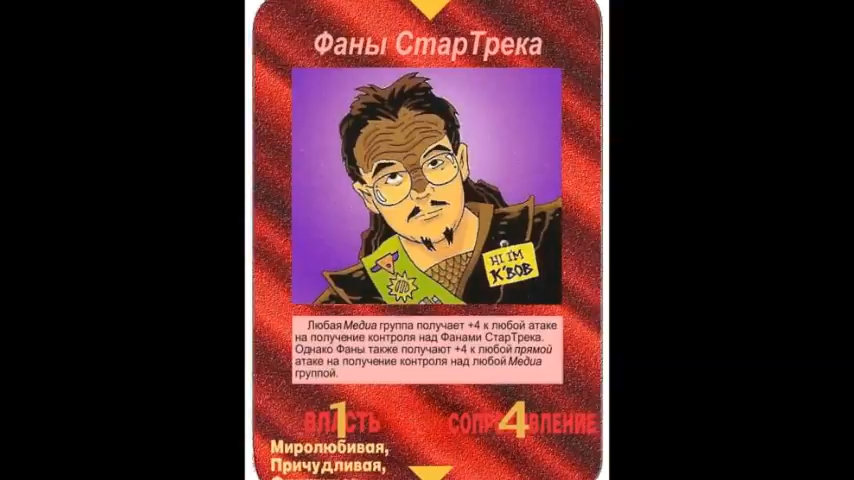 Фаны СтарТрека
HI IM
K'BOB
Любая Медиа группа получает +4 к любой атаке
на получение контроля над Фанами СтарТрека.
Однако Фаны также получают +4 к любой прямой
атаке на получение контроля над любой Медиа
группой.
ВЛАСТЬ 1 СОПРОТИВЛЕНИЕ 4
Миролюбивая,
Причудливая,